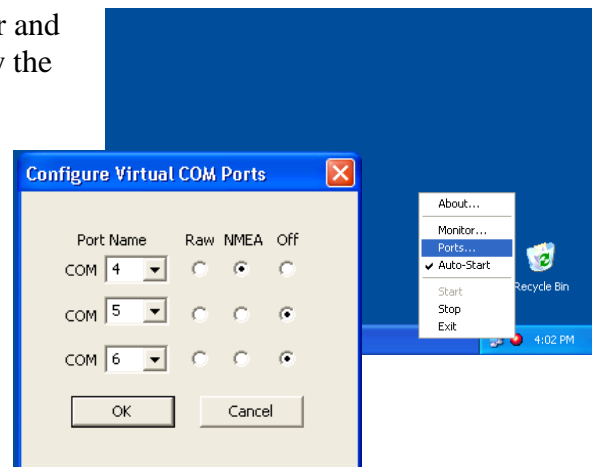 r and
y the
Configure Virtual COM Ports
Port Name Raw NMEA Off
COM 4
COM 5
COM 6
OK Cancel
About...
Monitor...
Ports...
Auto-Start
Start
Stop
Exit
Recycle Bin
4:02 PM